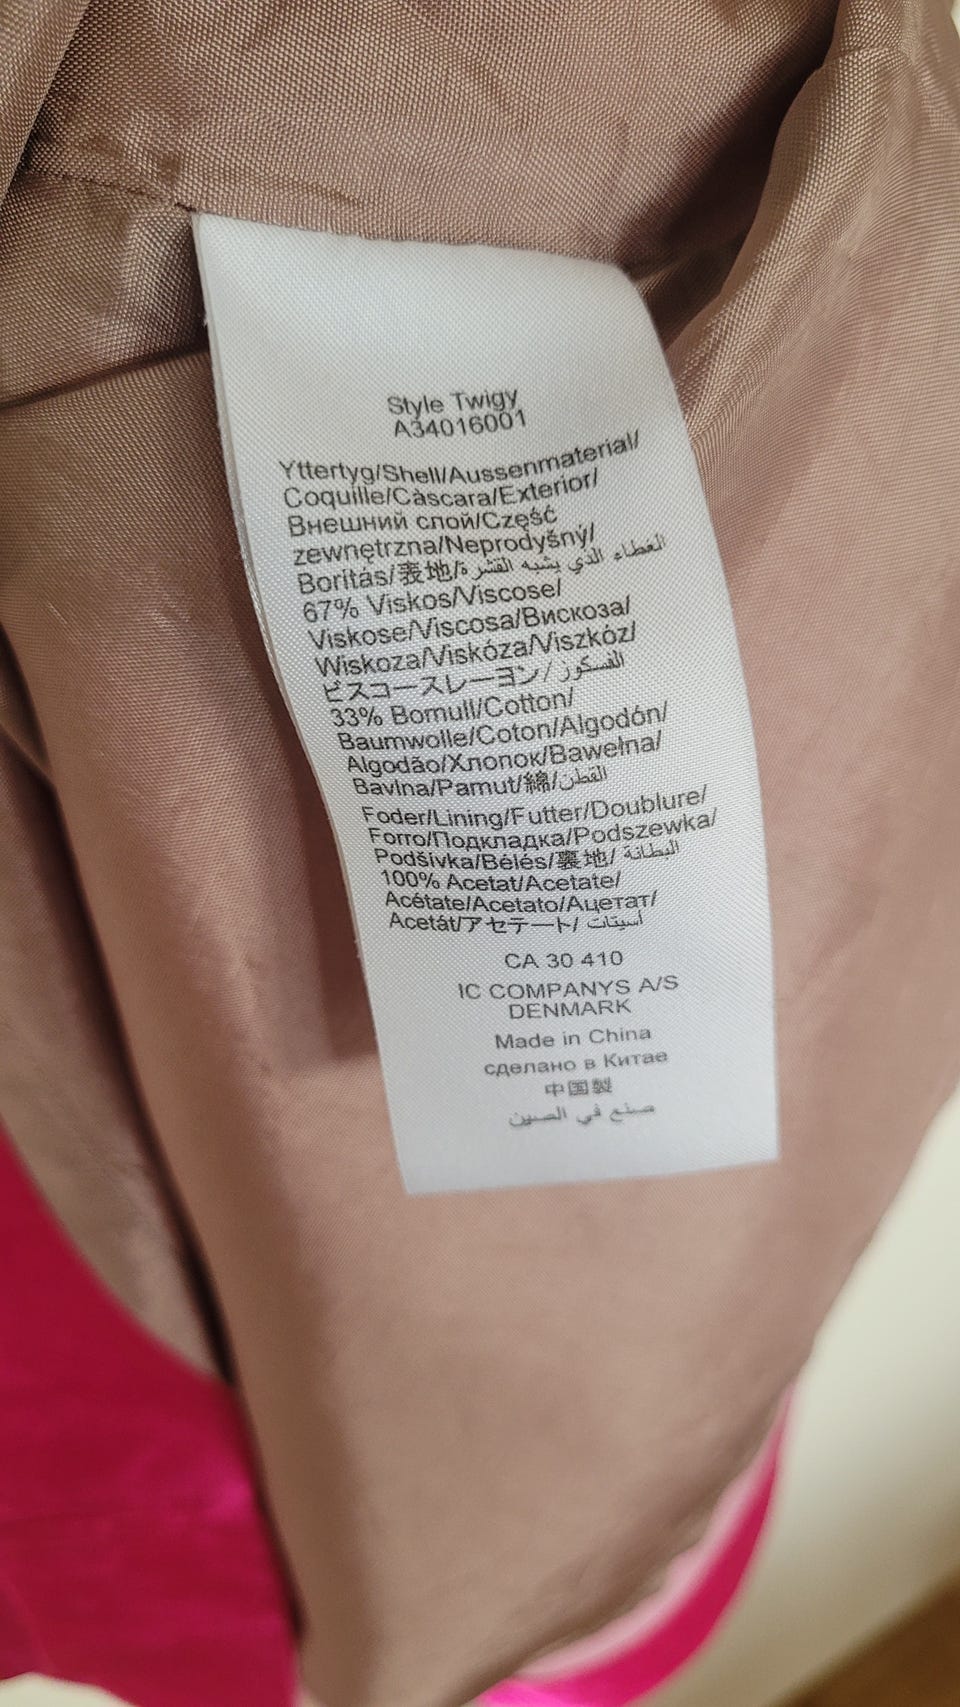 Style Twigy
A34016001
Yttertyg/Shell/Aussenmaterial/
Coquille/Càscara/Exterior/
Внешний слой/Część
zewnętrzna/Neprodyšný/
Borítás/表地/الغطاء الذي يشبه القشرة
67% Viskos/Viscose/
Viskose/Viscosa/Вискоза/
Wiskoza/Viskóza/Viszkóz/
ビスコースレーヨン/الفسكوز/
33% Bomull/Cotton/
Baumwolle/Coton/Algodón/
Algodão/Хлопок/Bawełna/
Bavlna/Pamut/綿/القطن
Foder/Lining/Futter/Doublure/
Forro/Подкладка/Podszewka/
Podšívka/Bélés/裏地/البطانة
100% Acetat/Acetate/
Acétate/Acetato/Ацетат/
Acetát/アセテート/أسيتات
CA 30 410
IC COMPANYS A/S
DENMARK
Made in China
сделано в Китае
中国製
صنع في الصين